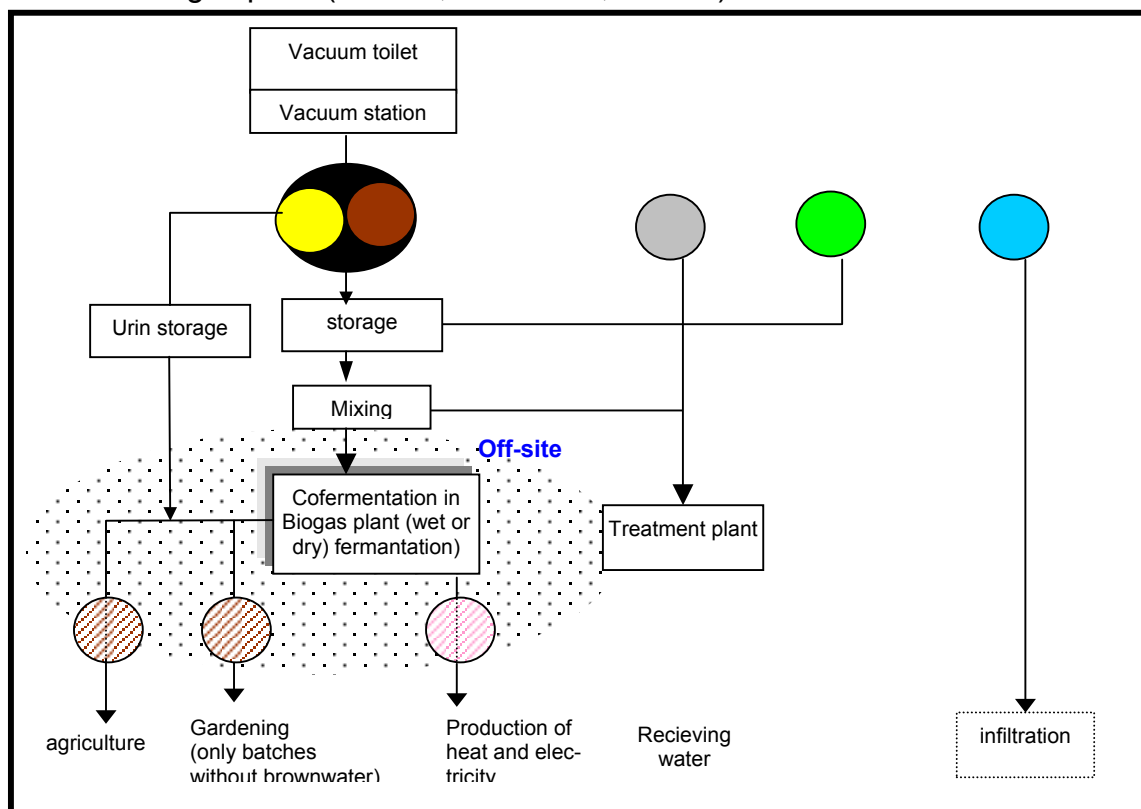 Vacuum toilet
Vacuum station
Urin storage
storage
Mixing
Off-site
Cofermentation in
Biogas plant (wet or
dry) fermantation)
Treatment plant
agriculture
Gardening
(only batches
without brownwater)
Production of
heat and elec-
tricity
Recieving
water
infiltration